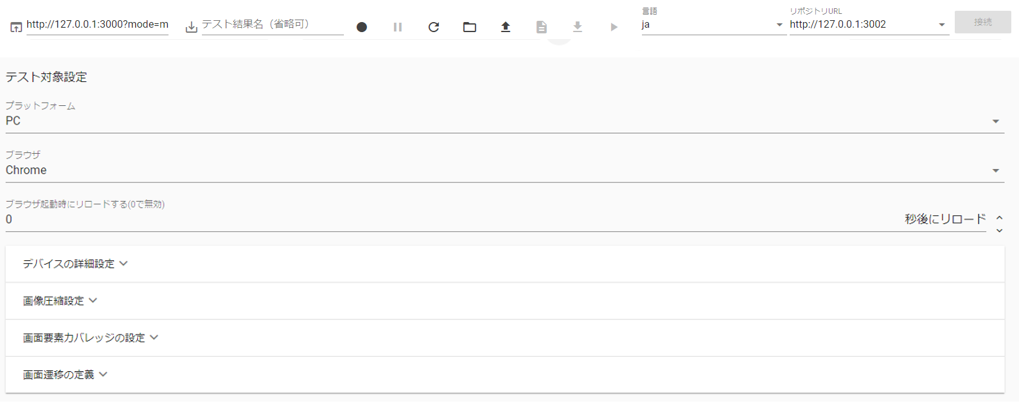 言語
リポジトリURL
http://127.0.0.1:3000?mode=m
テスト結果名（省略可）
ja
http://127.0.0.1:3002
接続
テスト対象設定
プラットフォーム
PC
ブラウザ
Chrome
ブラウザ起動時にリロードする(0で無効)
0
秒後にリロード
デバイスの詳細設定
画像圧縮設定
画面要素カバレッジの設定
画面遷移の定義